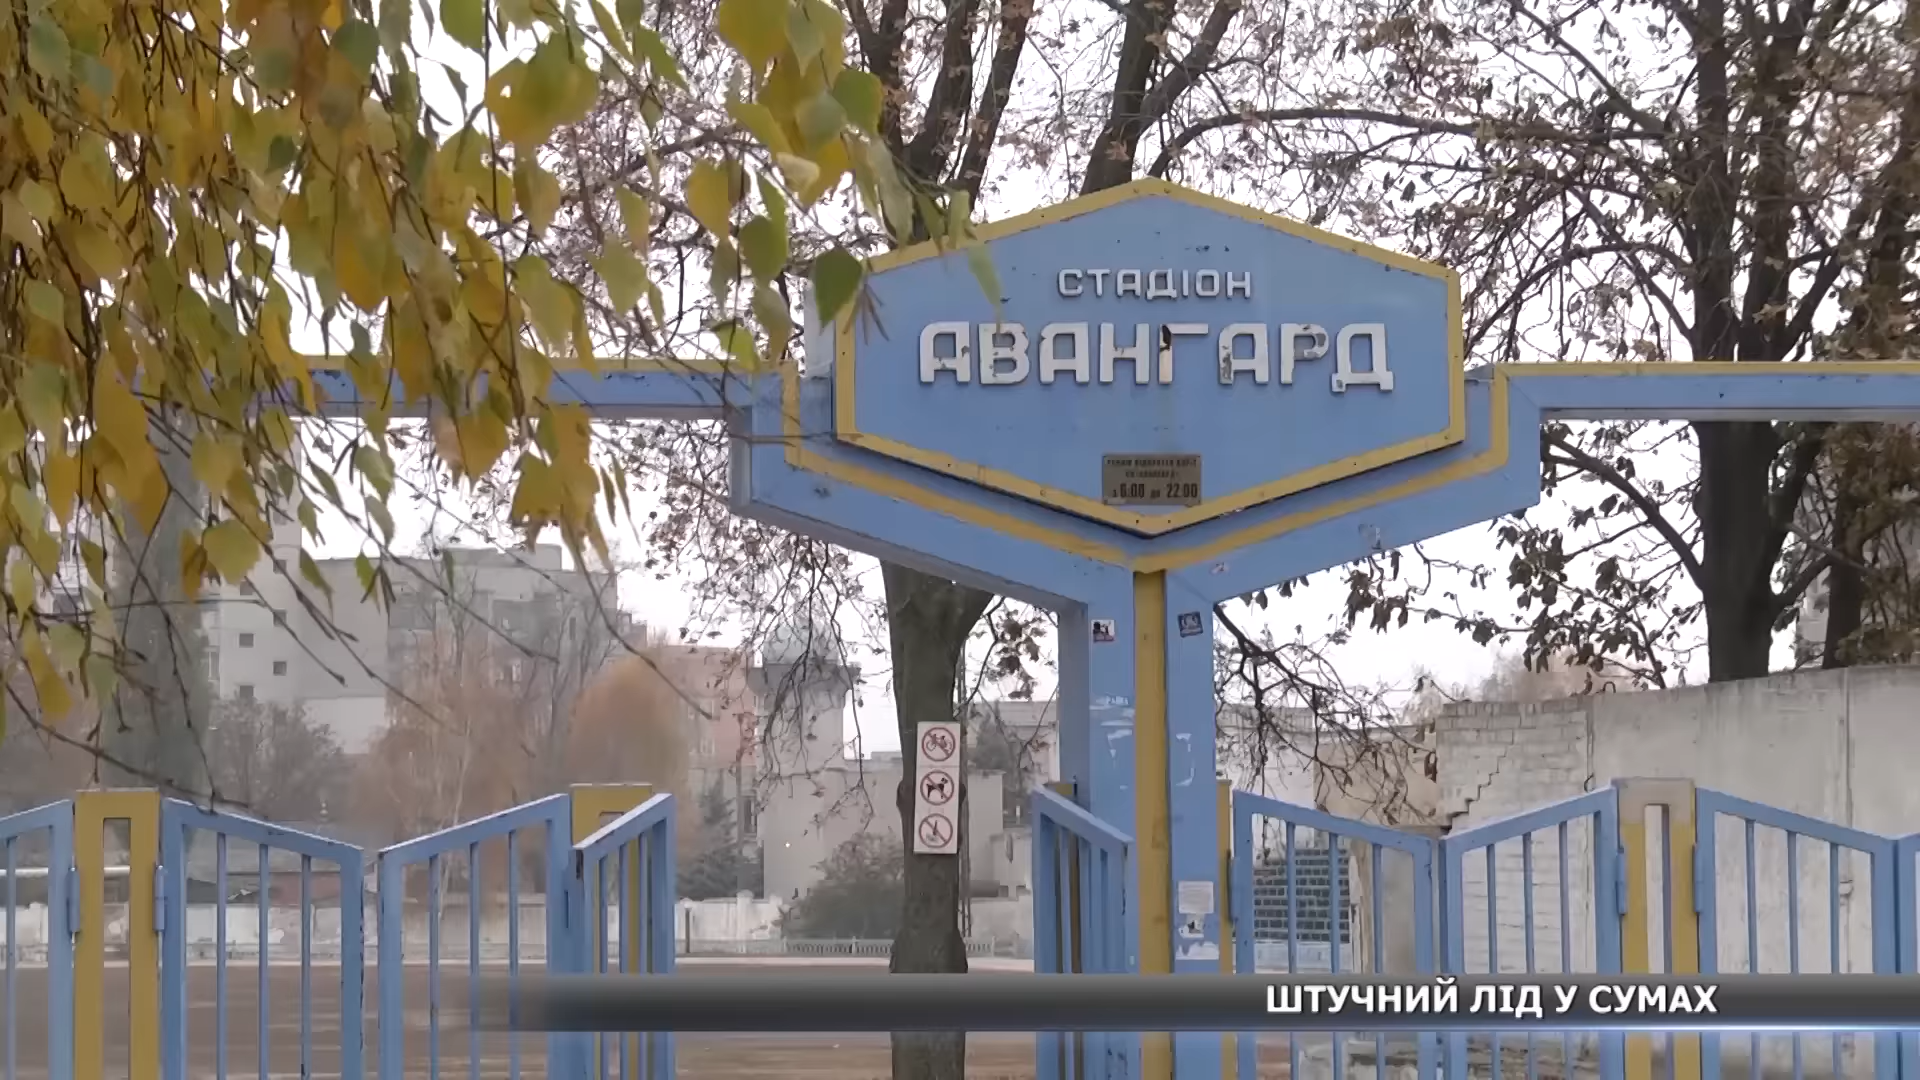 СТАДІОН
АВАНГАРД
з 6:00 до 22:00
ШТУЧНИЙ ЛІД У СУМАХ